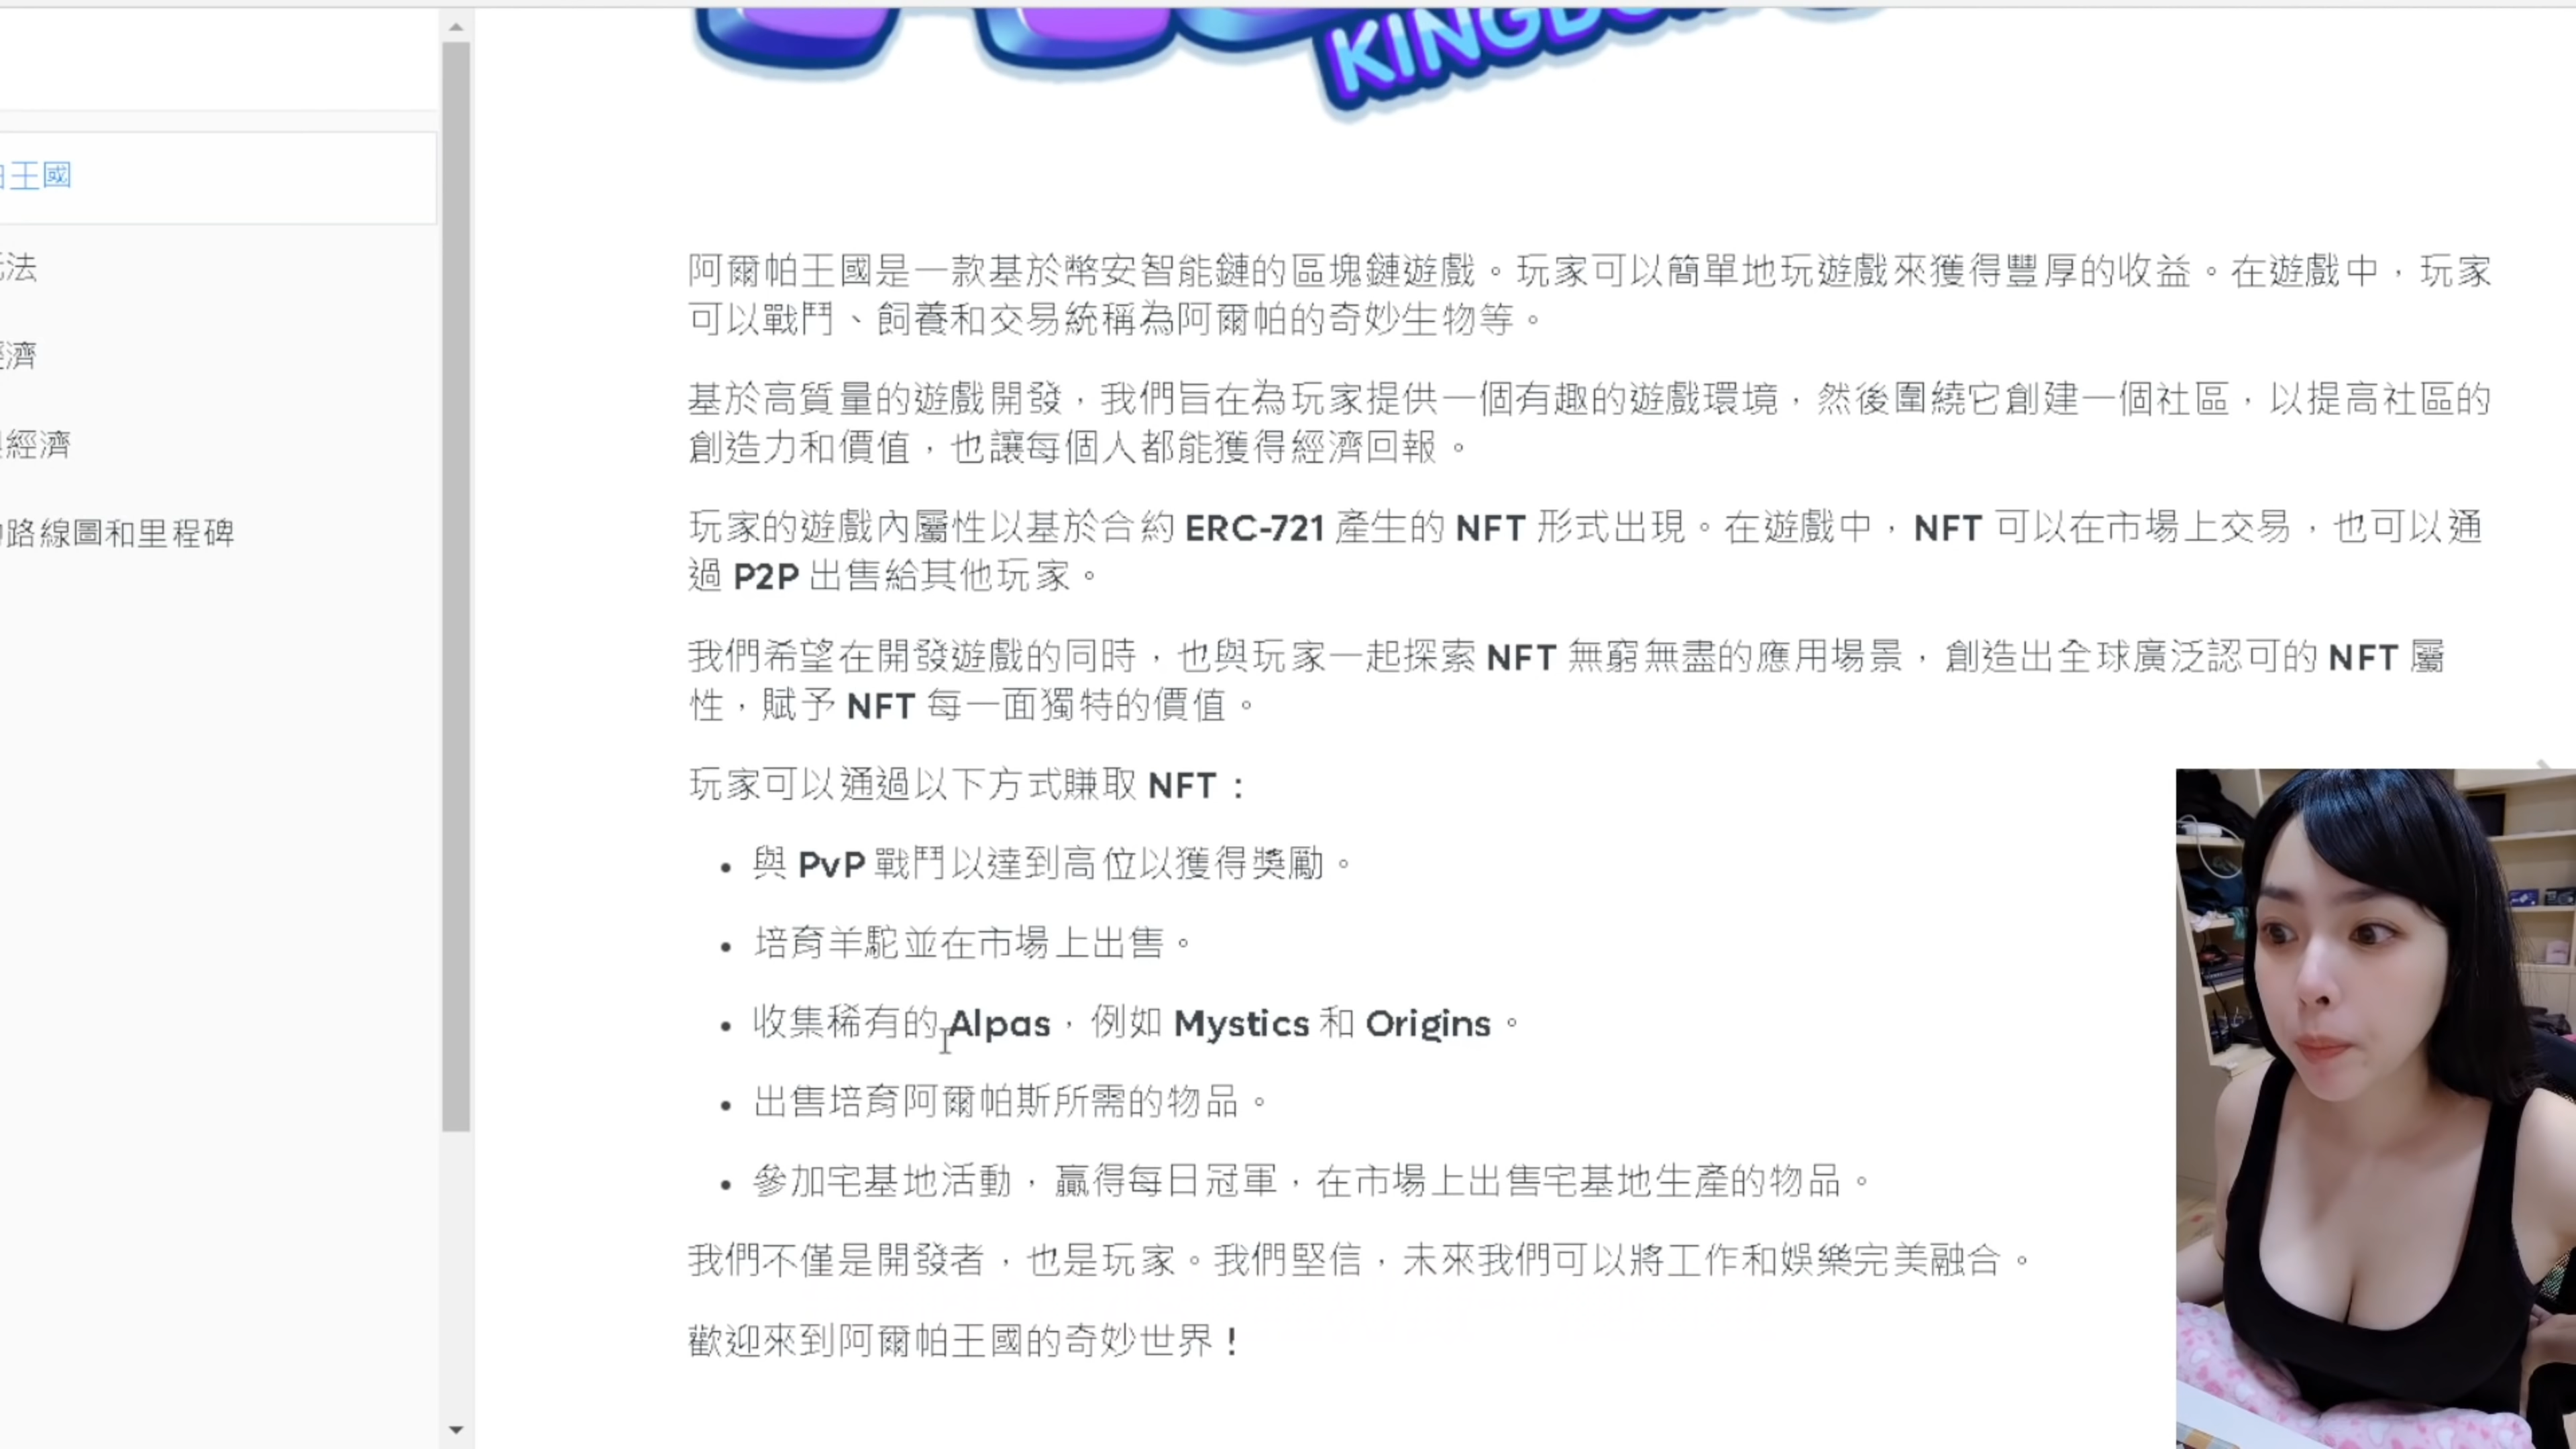 KINGDOM
王國
法
濟
經濟
路線圖和里程碑
阿爾帕王國是一款基於幣安智能鏈的區塊鏈遊戲。玩家可以簡單地玩遊戲來獲得豐厚的收益。在遊戲中，玩家
可以戰鬥、飼養和交易統稱為阿爾帕的奇妙生物等。
基於高質量的遊戲開發，我們旨在為玩家提供一個有趣的遊戲環境，然後圍繞它創建一個社區，以提高社區的
創造力和價值，也讓每個人都能獲得經濟回報。
玩家的遊戲內屬性以基於合約 ERC-721 產生的 NFT 形式出現。在遊戲中，NFT 可以在市場上交易，也可以通
過 P2P 出售給其他玩家。
我們希望在開發遊戲的同時，也與玩家一起探索 NFT 無窮無盡的應用場景，創造出全球廣泛認可的 NFT 屬
性，賦予 NFT 每一面獨特的價值。
玩家可以通過以下方式賺取 NFT：
• 與 PvP 戰鬥以達到高位以獲得獎勵。
• 培育羊駝並在市場上出售。
• 收集稀有的 Alpas，例如 Mystics 和 Origins。
• 出售培育阿爾帕斯所需的物品。
• 參加宅基地活動，贏得每日冠軍，在市場上出售宅基地生產的物品。
我們不僅是開發者，也是玩家。我們堅信，未來我們可以將工作和娛樂完美融合。
歡迎來到阿爾帕王國的奇妙世界！